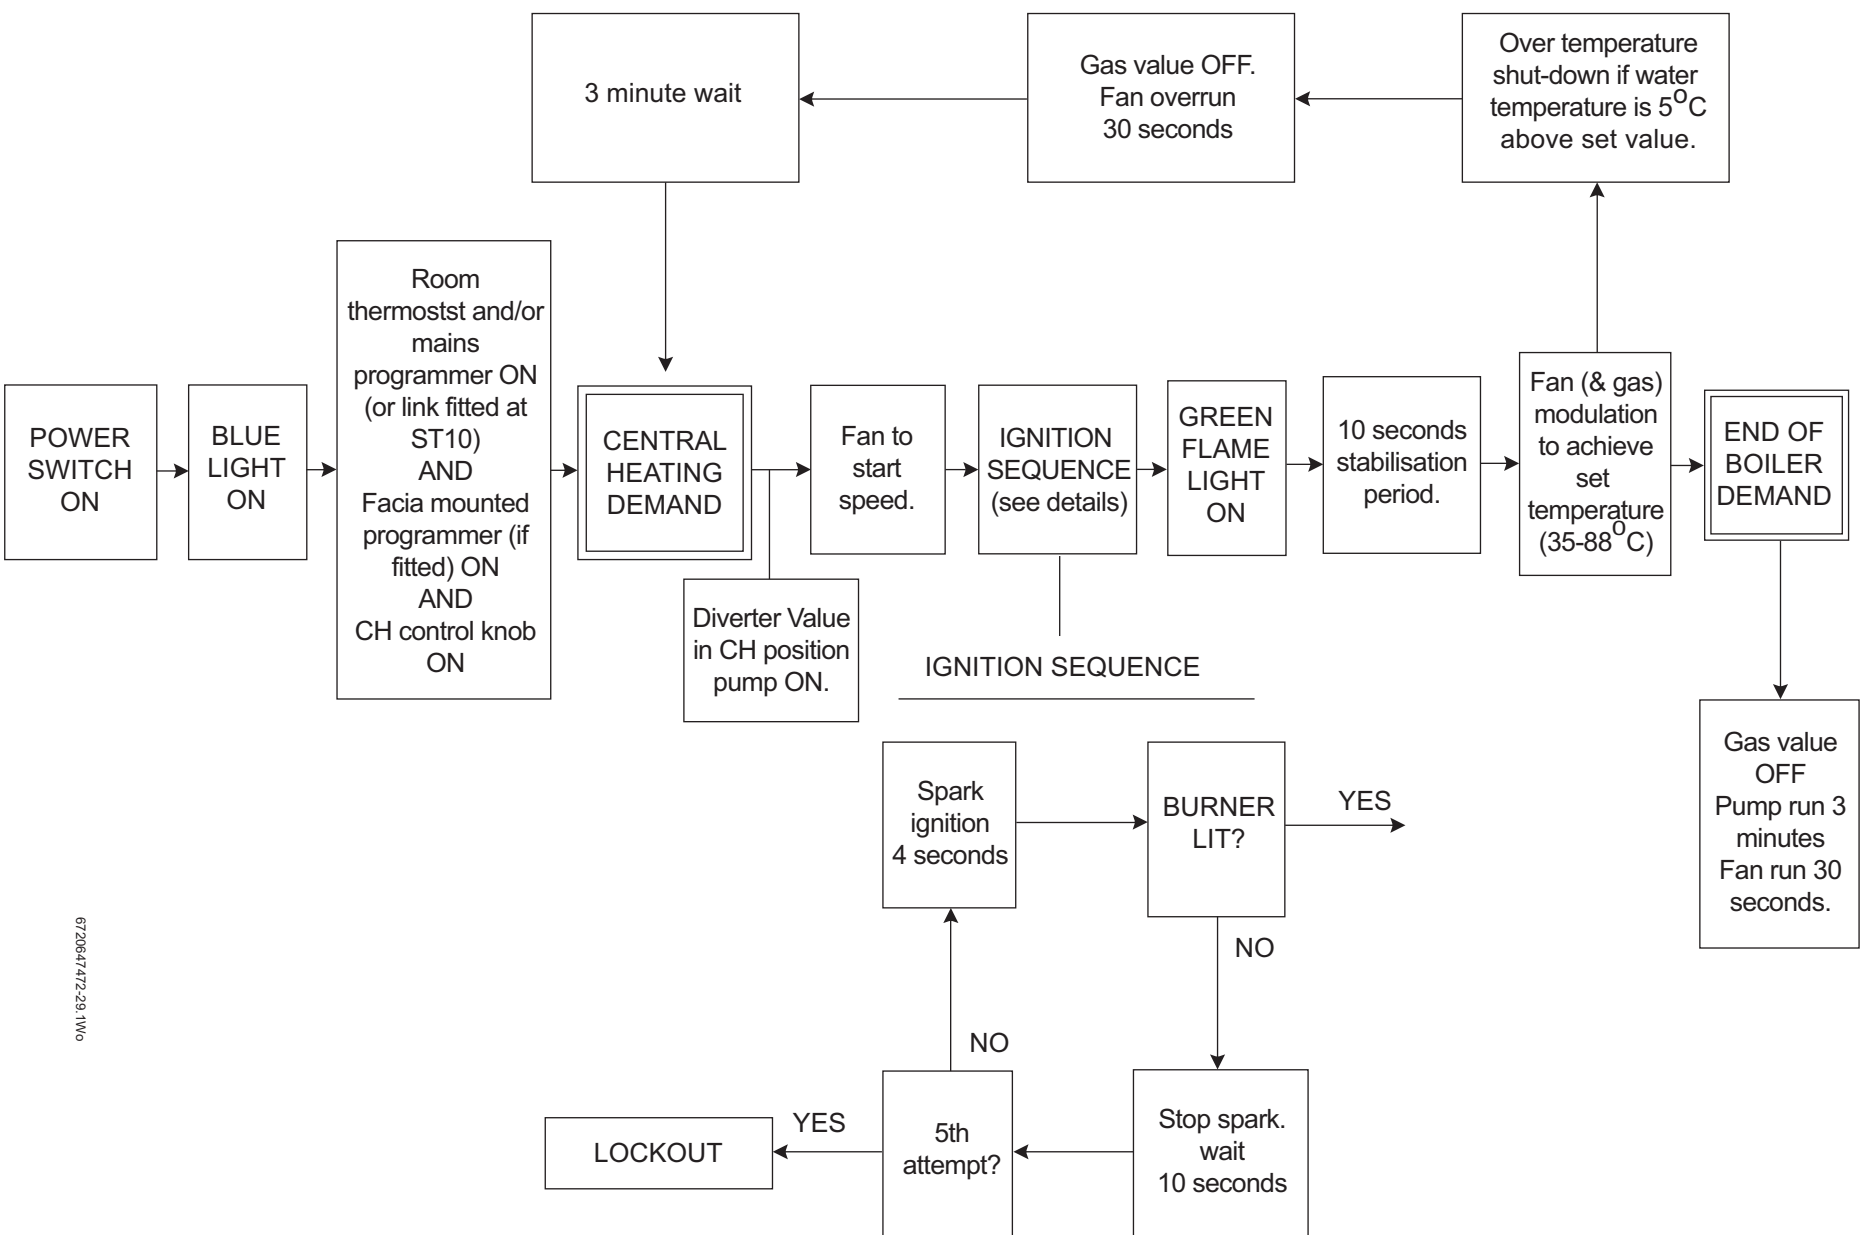 3 minute wait
Gas value OFF.
Fan overrun
30 seconds
Over temperature
shut-down if water
temperature is 5°C
above set value.
POWER
SWITCH
ON
BLUE
LIGHT
ON
Room
thermostst and/or
mains
programmer ON
(or link fitted at
ST10)
AND
Facia mounted
programmer (if
fitted) ON
AND
CH control knob
ON
CENTRAL
HEATING
DEMAND
Diverter Value
in CH position
pump ON.
Fan to
start
speed.
IGNITION
SEQUENCE
(see details)
GREEN
FLAME
LIGHT
ON
10 seconds
stabilisation
period.
Fan (& gas)
modulation
to achieve
set
temperature
(35-88°C)
END OF
BOILER
DEMAND
Gas value
OFF
Pump run 3
minutes
Fan run 30
seconds.
IGNITION SEQUENCE
Spark
ignition
4 seconds
BURNER
LIT?
YES
NO
Stop spark.
wait
10 seconds
5th
attempt?
NO
YES
LOCKOUT
6720647472-29.1Wo